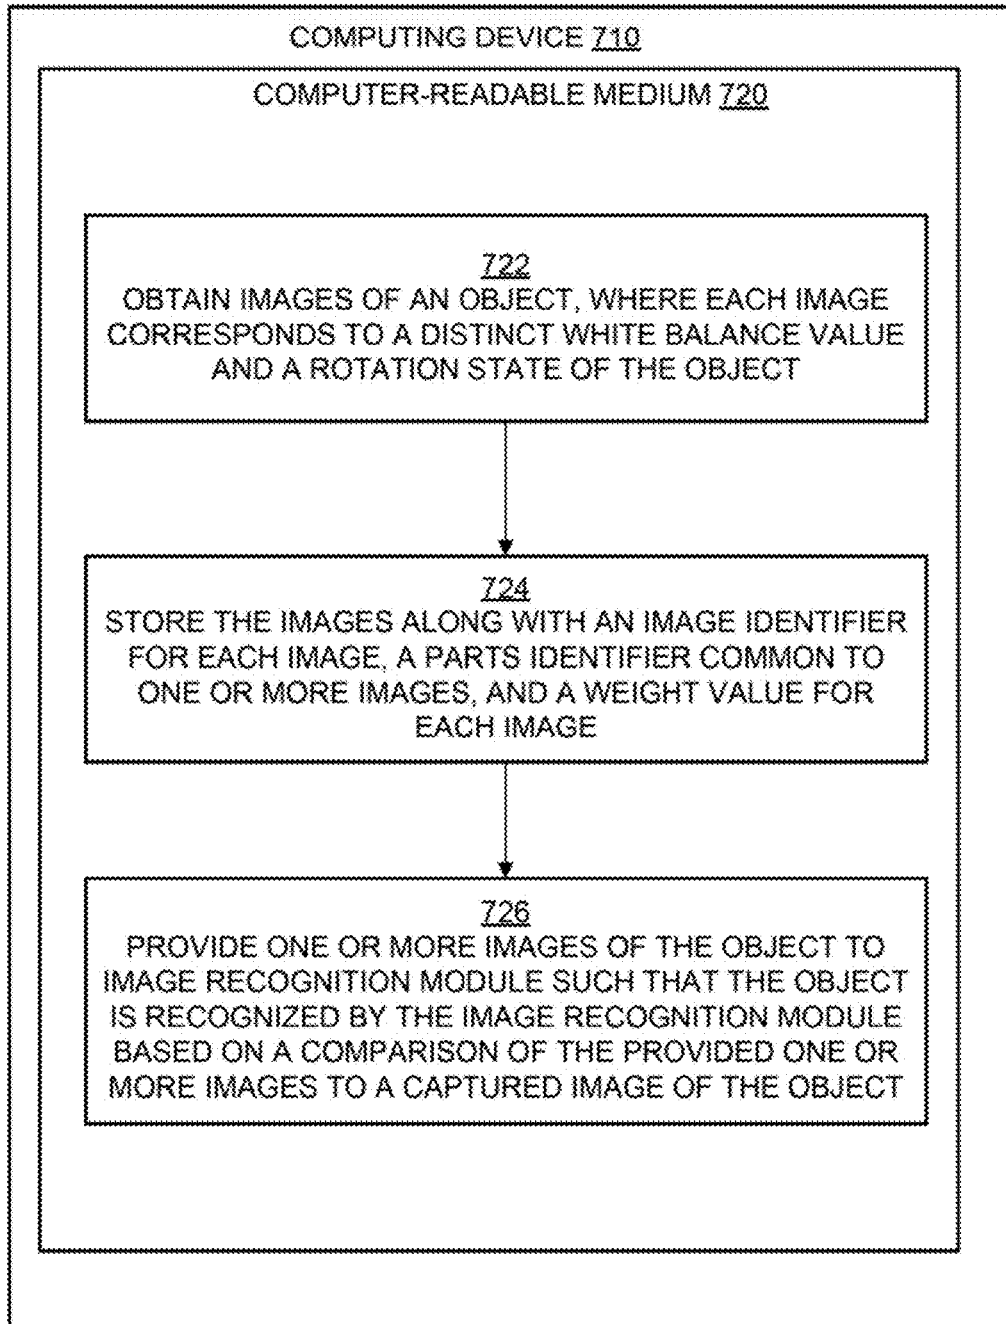 COMPUTING DEVICE 710
COMPUTER-READABLE MEDIUM 720
722
OBTAIN IMAGES OF AN OBJECT, WHERE EACH IMAGE
CORRESPONDS TO A DISTINCT WHITE BALANCE VALUE
AND A ROTATION STATE OF THE OBJECT
724
STORE THE IMAGES ALONG WITH AN IMAGE IDENTIFIER
FOR EACH IMAGE, A PARTS IDENTIFIER COMMON TO
ONE OR MORE IMAGES, AND A WEIGHT VALUE FOR
EACH IMAGE
726
PROVIDE ONE OR MORE IMAGES OF THE OBJECT TO
IMAGE RECOGNITION MODULE SUCH THAT THE OBJECT
IS RECOGNIZED BY THE IMAGE RECOGNITION MODULE
BASED ON A COMPARISON OF THE PROVIDED ONE OR
MORE IMAGES TO A CAPTURED IMAGE OF THE OBJECT